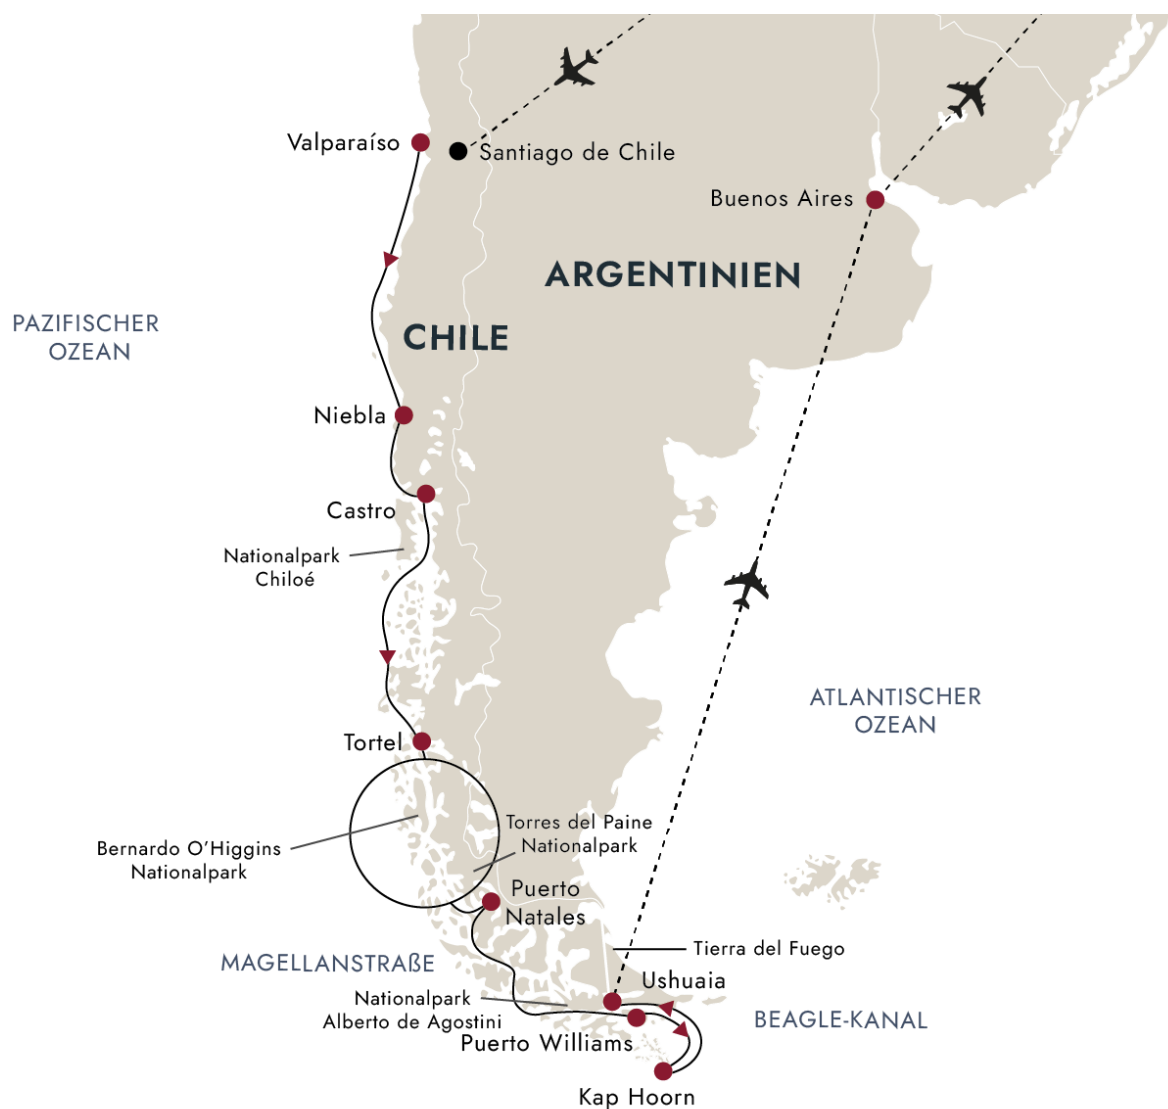 Valparaíso
Santiago de Chile
Buenos Aires
ARGENTINIEN
PAZIFISCHER
OZEAN
CHILE
Niebla
Castro
Nationalpark
Chiloé
ATLANTISCHER
OZEAN
Tortel
Torres del Paine
Nationalpark
Bernardo O’Higgins
Nationalpark
Puerto
Natales
Tierra del Fuego
MAGELLANSTRAßE
Ushuaia
Nationalpark
Alberto de Agostini
BEAGLE-KANAL
Puerto Williams
Kap Hoorn